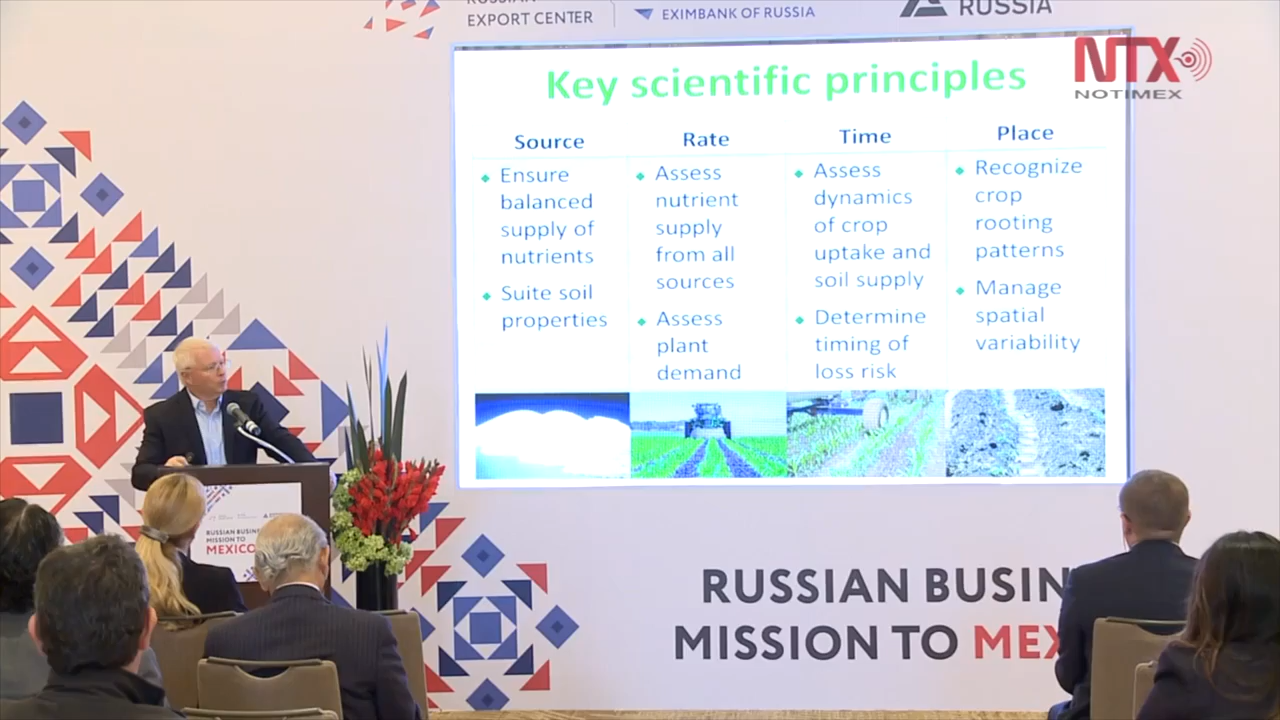 EXPORT CENTER
EXIMBANK OF RUSSIA
RUSSIA
NTX
NOTIMEX
Key scientific principles
Source
Ensure
balanced
supply of
nutrients
Suite soil
properties
Rate
Assess
nutrient
supply
from all
sources
Assess
plant
demand
Time
Assess
dynamics
of crop
uptake and
soil supply
Determine
timing of
loss risk
Place
Recognize
crop
rooting
patterns
Manage
spatial
variability
RUSSIAN BUSIN
MISSION TO
MEXICO
RUSSIAN BUSIN
MISSION TO MEX